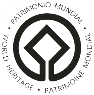 PATRIMONIO MUNDIAL •
WORLD HERITAGE •
PATRIMOINE MONDIAL •